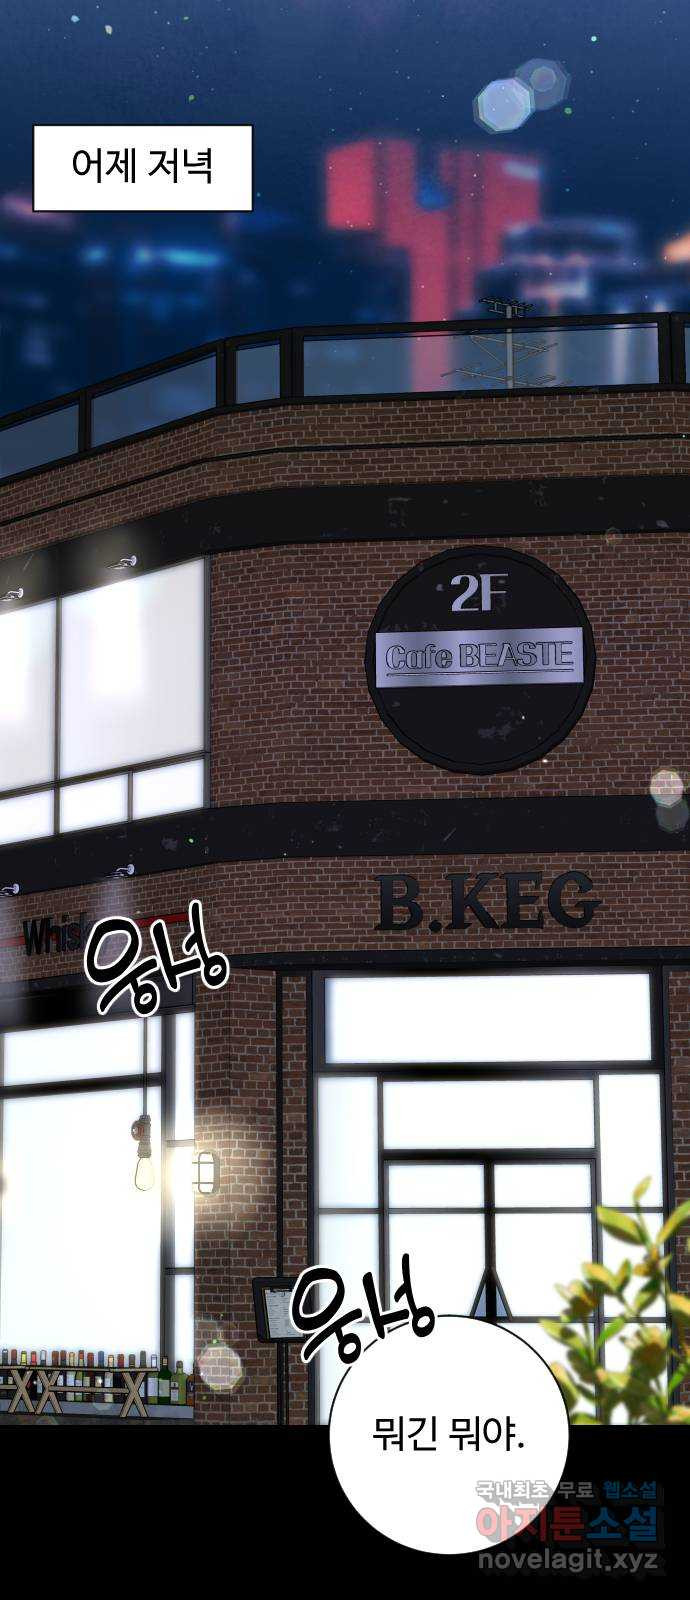 어제 저녁
2F
Cafe BEASTE
B.KEG
Whisk
웅성
웅성
뭐긴 뭐야.
국내최초 무료 웹소설
아지툰소설
novelagit.xyz